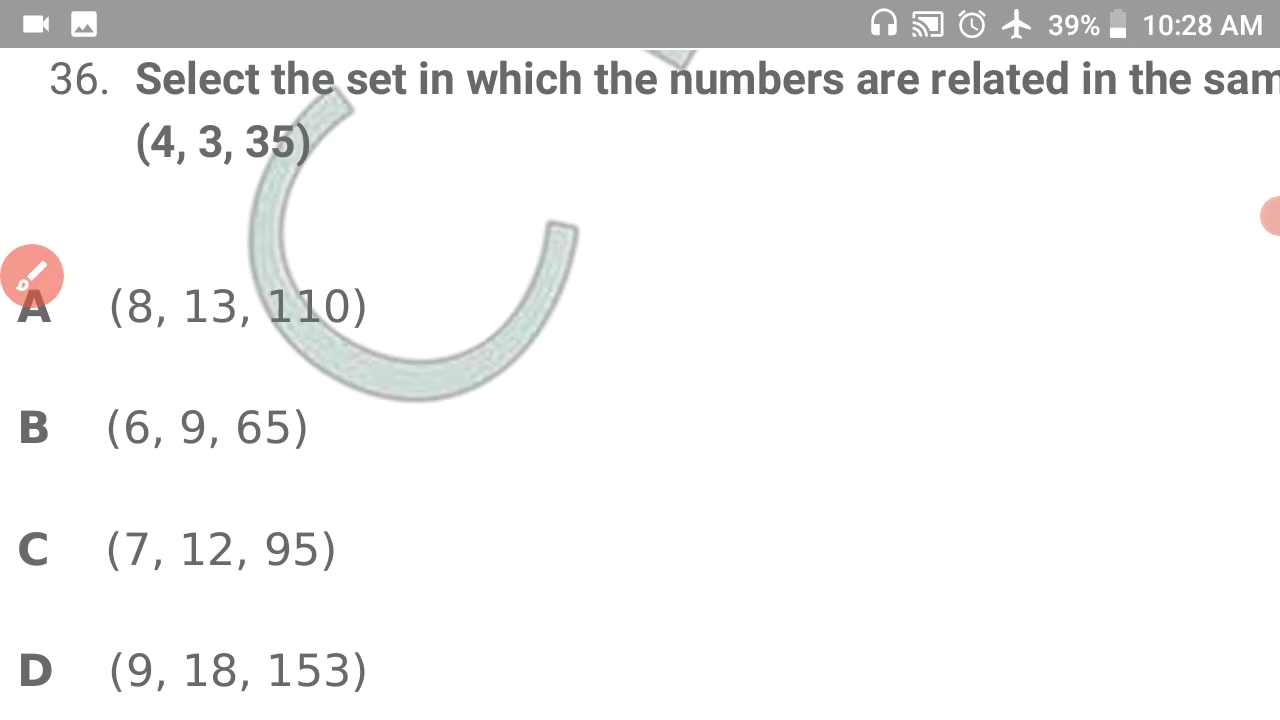 39% 10:28 AM
36. Select the set in which the numbers are related in the sam
(4, 3, 35)
A (8, 13, 110)
B (6, 9, 65)
C (7, 12, 95)
D (9, 18, 153)